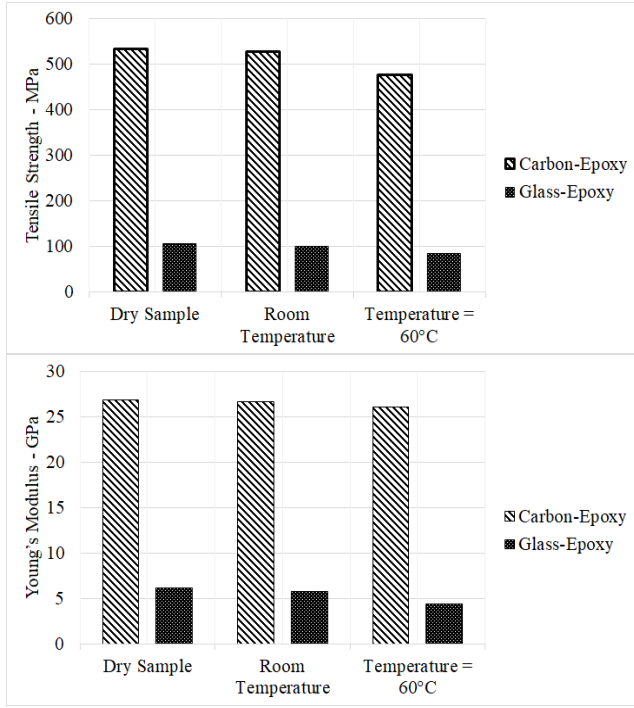 600
500
400
300
200
100
0
Tensile Strength - MPa
Dry Sample
Room
Temperature
Temperature =
60°C
Carbon-Epoxy
Glass-Epoxy
30
25
20
15
10
5
0
Young's Modulus - GPa
Dry Sample
Room
Temperature
Temperature =
60°C
Carbon-Epoxy
Glass-Epoxy